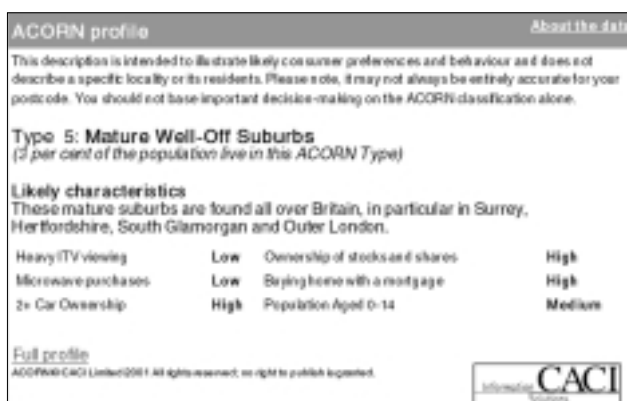 ACORN profile
About the data
This description is intended to illustrate likely consumer preferences and behaviour and does not
describe a specific locality or its residents. Please note, it may not always be entirely accurate for your
postcode. You should not base important decision-making on the ACORN classification alone.
Type 5: Mature Well-Off Suburbs
(3 per cent of the population live in this ACORN Type)
Likely characteristics
These mature suburbs are found all over Britain, in particular in Surrey,
Hertfordshire, South Glamorgan and Outer London.
Heavy ITV viewing Low Ownership of stocks and shares High
Microwave purchases Low Buying home with a mortgage High
2+ Car Ownership High Population Aged 0-14 Medium
Full profile
ACORN® CACI Limited 2001 All rights reserved; no right to publish is granted.
Information CACI
Solutions